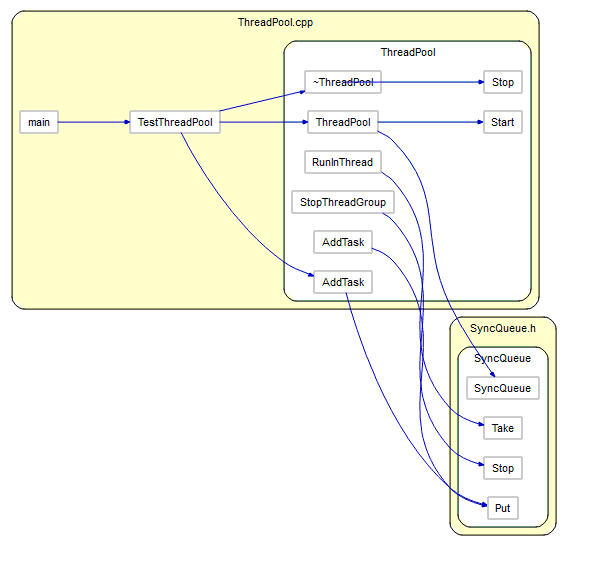 ThreadPool.cpp
ThreadPool
~ThreadPool
Stop
main
TestThreadPool
ThreadPool
Start
RunInThread
StopThreadGroup
AddTask
AddTask
SyncQueue.h
SyncQueue
SyncQueue
Take
Stop
Put